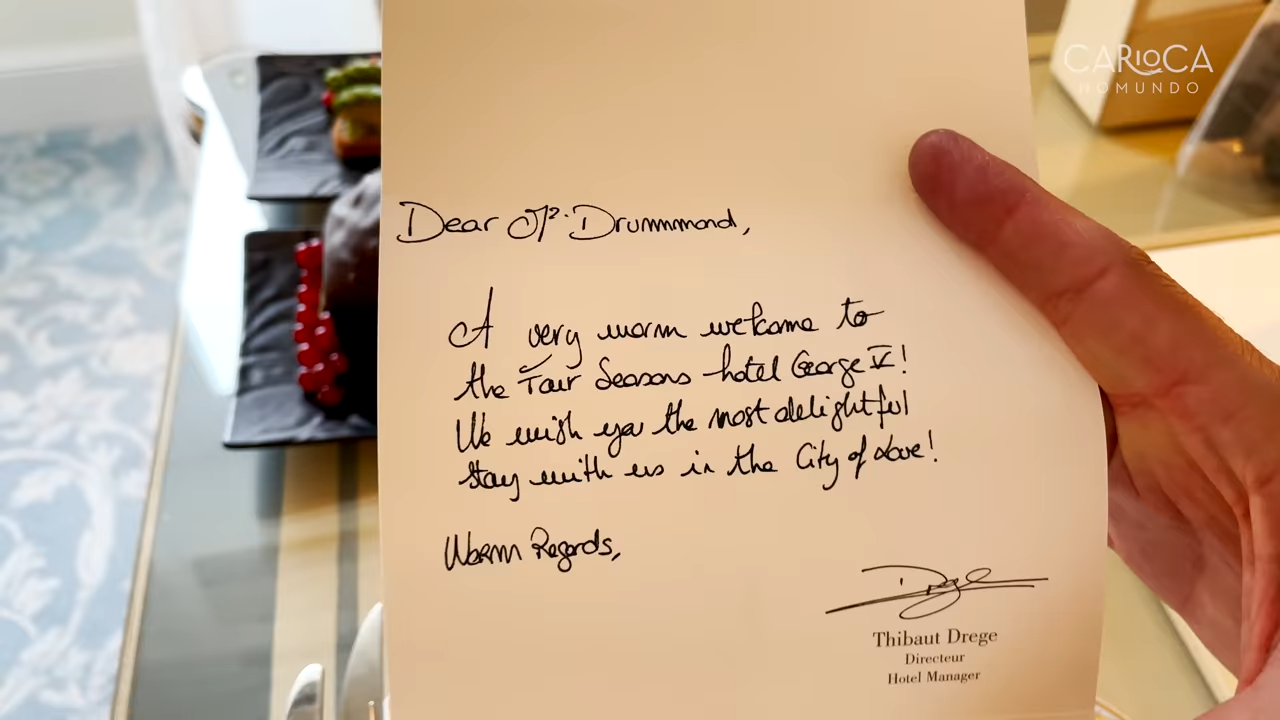 CARIOCA
NOMUNDO
Dear Mr. Drummond,
A very warm welcome to
the Four Seasons hotel George V!
We wish you the most delightful
stay with us in the City of Love!
Warm Regards,
Drege
Thibaut Drege
Directeur
Hotel Manager